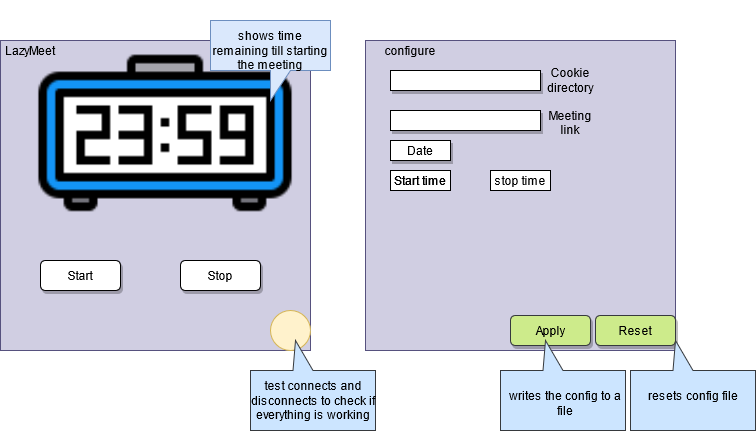 LazyMeet
shows time
remaining till starting
the meeting
23:59
Start
Stop
test connects and
disconnects to check if
everything is working
configure
Cookie
directory
Meeting
link
Date
Start time
stop time
Apply
Reset
writes the config to a
file
resets config file